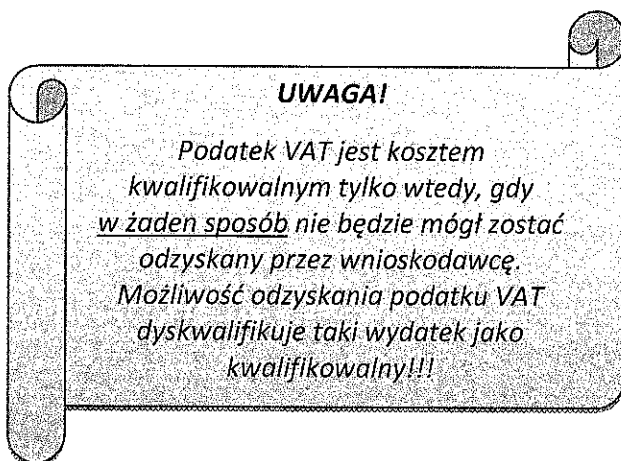 UWAGA!
Podatek VAT jest kosztem
kwalifikowalnym tylko wtedy, gdy
w żaden sposób nie będzie mógł zostać
odzyskany przez wnioskodawcę.
Możliwość odzyskania podatku VAT
dyskwalifikuje taki wydatek jako
kwalifikowalny!!!